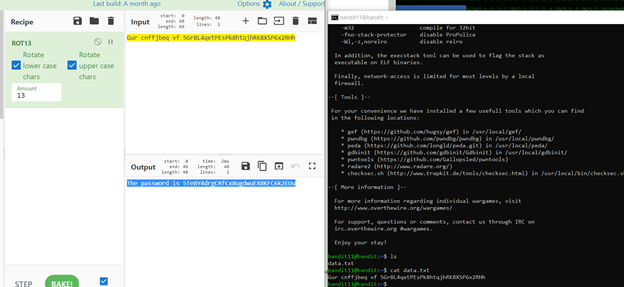 Last build: A month ago
Options
About / Support
Recipe
ROT13
Rotate lower case chars
Rotate upper case chars
Amount
13
STEP
BAKE!
Input
start: 0
end: 48
length: 48
length: 48
lines: 1
Gur cnffjbeq vf
Output
start: 0
end: 48
length: 48
time: 2ms
length: 48
lines: 1
The password is
bandit11@bandit: ~
-m32 compile for 32bit
-fno-stack-protector disable ProPolice
-Wl,-z,norelro disable relro
In addition, the execstack tool can be used to flag the stack as
executable on ELF binaries.
Finally, network-access is limited for most levels by a local
firewall.
--[ Tools ]--
For your convenience we have installed a few usefull tools which you can find
in the following locations:
* gef (https://github.com/hugsy/gef) in /usr/local/gef/
* pwndbg (https://github.com/pwndbg/pwndbg) in /usr/local/pwndbg/
* peda (https://github.com/longld/peda.git) in /usr/local/peda/
* gdbinit (https://github.com/gdbinit/Gdbinit) in /usr/local/gdbinit/
* pwntools (https://github.com/Gallopsled/pwntools)
* radare2 (http://www.radare.org/)
* checksec.sh (http://www.trapkit.de/tools/checksec.html) in /usr/local/bin/checksec.sh
--[ More information ]--
For more information regarding individual wargames, visit
http://www.overthewire.org/wargames/
For support, questions or comments, contact us through IRC on
irc.overthewire.org #wargames.
Enjoy your stay!
bandit11@bandit:~$ ls
data.txt
bandit11@bandit:~$ cat data.txt
Gur cnffjbeq vf
bandit11@bandit:~$